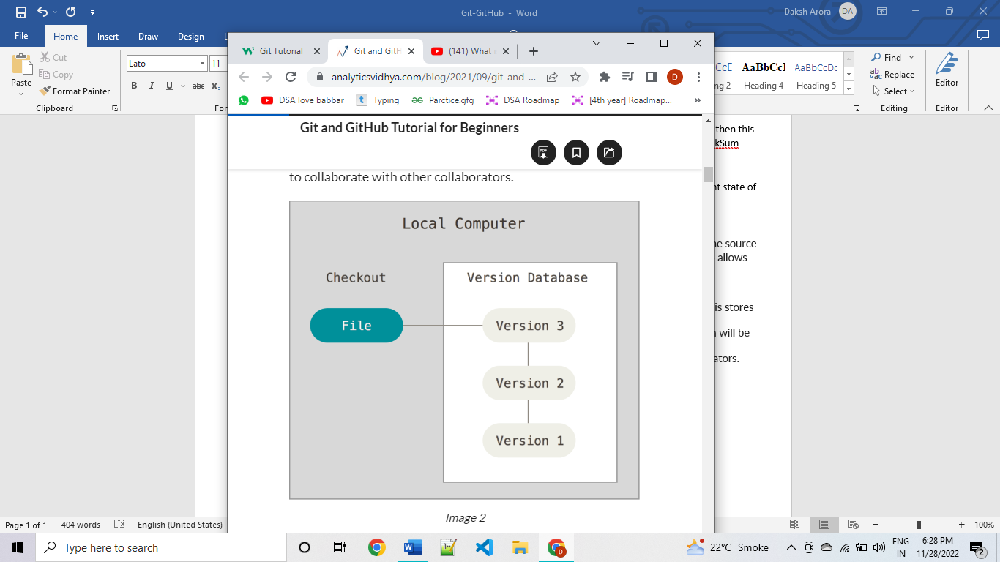 Git-GitHub - Word
Daksh Arora DA
File Home Insert Draw Design
Cut
Copy
Format Painter
Paste
Clipboard
Lato 11
B I U abc x₂
AaBbCcI AaBbCcDc
Heading 4 Heading 5
Find
Replace
Select
Editing
Editor
Editor
Git Tutorial
Git and GitH
(141) What i
analyticsvidhya.com/blog/2021/09/git-and-...
D
DSA love babbar
Typing
Parctice.gfg
DSA Roadmap
[4th year] Roadmap...
»
Git and GitHub Tutorial for Beginners
PDF
to collaborate with other collaborators.
Local Computer
Checkout
Version Database
File
Version 3
Version 2
Version 1
Image 2
then this
kSum
state of
source
allows
is stores
will be
ators.
Page 1 of 1 404 words English (United States)
100%
Type here to search
22°C Smoke
ENG
IN
6:28 PM
11/28/2022
2